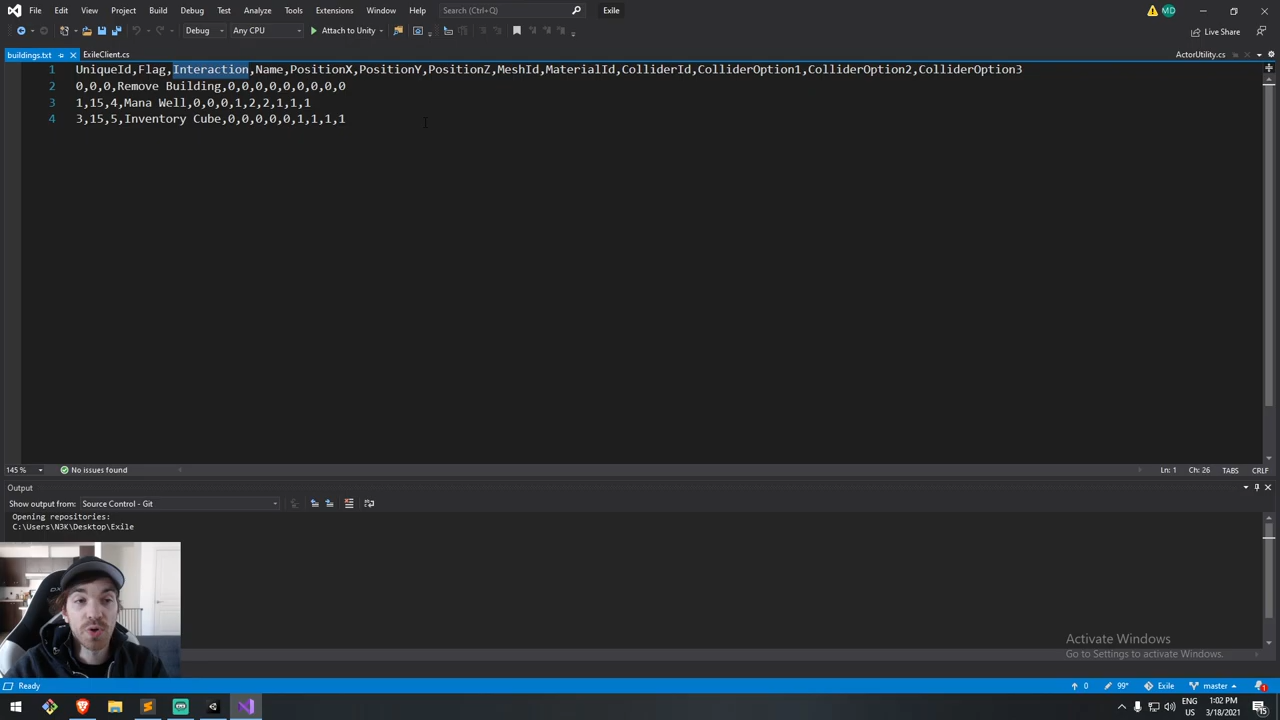 File Edit View Project Build Debug Test Analyze Tools Extensions Window Help Search (Ctrl+Q) Exile MD
Debug Any CPU Attach to Unity Live Share
buildings.txt ExileClient.cs ActorUtility.cs
1 UniqueId,Flag,Interaction,Name,PositionX,PositionY,PositionZ,MeshId,MaterialId,ColliderId,ColliderOption1,ColliderOption2,ColliderOption3
2 0,0,0,Remove Building,0,0,0,0,0,0,0,0,0
3 1,15,4,Mana Well,0,0,0,1,2,2,1,1,1
4 3,15,5,Inventory Cube,0,0,0,0,0,1,1,1,1
145 % No issues found Ln: 1 Ch: 26 TABS CRLF
Output
Show output from: Source Control - Git
Opening repositories:
C:\Users\N3K\Desktop\Exile
Activate Windows
Go to Settings to activate Windows.
Ready 0 99* Exile master 1
ENG 1:02 PM
US 3/18/2021 15